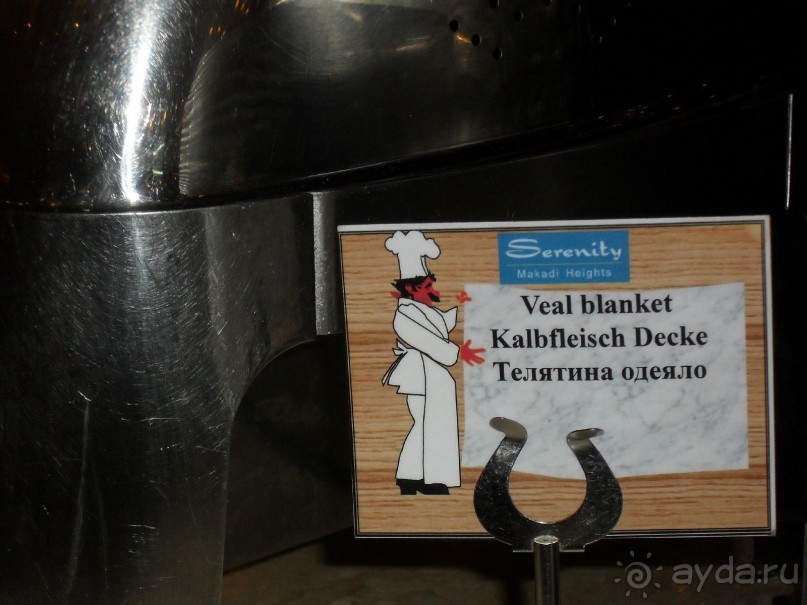 Serenity
Makadi Heights
Veal blanket
Kalbfleisch Decke
Телятина одеяло
ayda.ru